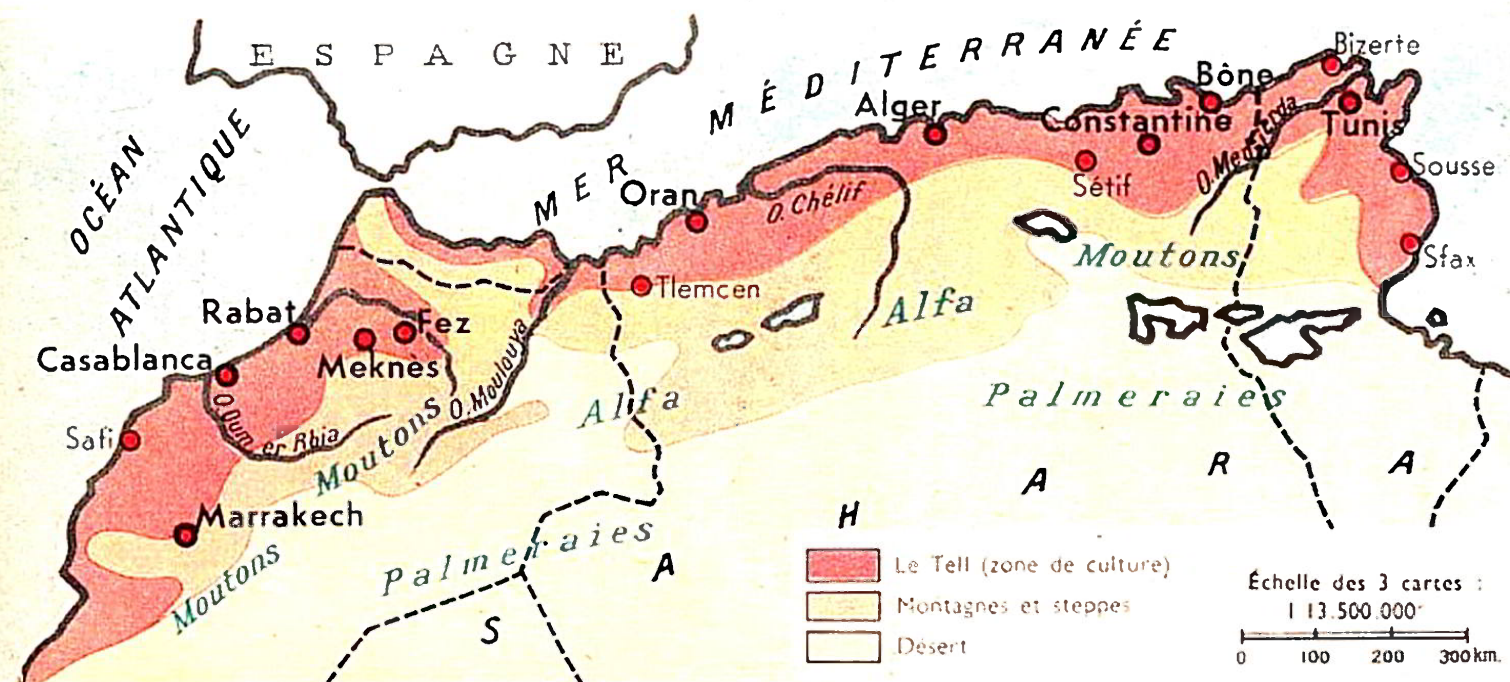 ESPAGNE
OCÉAN
ATLANTIQUE
MER MÉDITERRANÉE
Bizerte
Bône
Alger
Constantine
Tunis
O. Medjerda
Sousse
Sétif
Oran
O. Chélif
Moutons
Sfax
Tlemcen
Alfa
Rabat
Fez
Casablanca
Meknès
O. Moulouya
Palmeraies
Alfa
O. Oum er Rbia
Safi
Moutons
Marrakech
Palmeraies
Moutons
SAHARA
Le Tell (zone de culture)
Montagnes et steppes
Désert
Échelle des 3 cartes :
1 13.500.000
0 100 200 300 km.